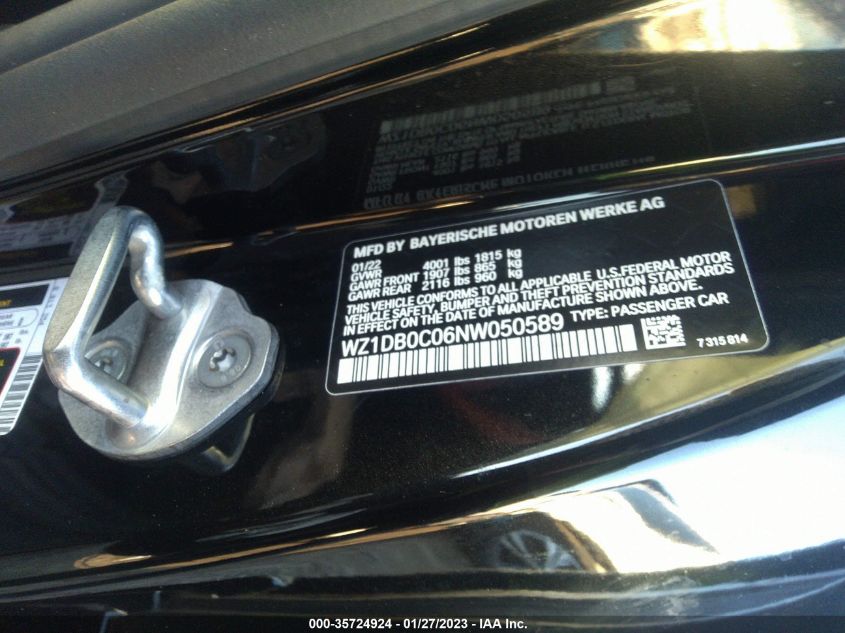 MFD BY BAYERISCHE MOTOREN WERKE AG
01/22
GVWR 4001 lbs 1815 kg
GAWR FRONT 1907 lbs 865 kg
GAWR REAR 2116 lbs 960 kg
THIS VEHICLE CONFORMS TO ALL APPLICABLE U.S.FEDERAL MOTOR
VEHICLE SAFETY, BUMPER AND THEFT PREVENTION STANDARDS
IN EFFECT ON THE DATE OF MANUFACTURE SHOWN ABOVE.
WZ1DB0C06NW050589 TYPE: PASSENGER CAR
7 315 814
000-35724924 - 01/27/2023 - IAA Inc.